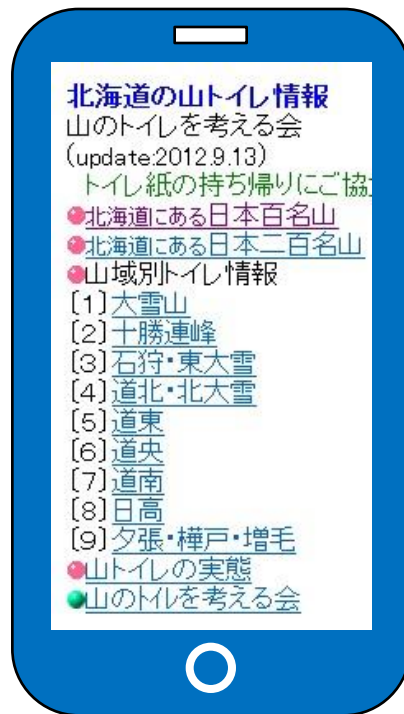 北海道の山トイレ情報
山のトイレを考える会
(update:2012.9.13)
トイレ紙の持ち帰りにご協
北海道にある日本百名山
北海道にある日本二百名山
山域別トイレ情報
[1]大雪山
[2]十勝連峰
[3]石狩・東大雪
[4]道北・北大雪
[5]道東
[6]道央
[7]道南
[8]日高
[9]夕張・樺戸・増毛
山トイレの実態
山のトイレを考える会